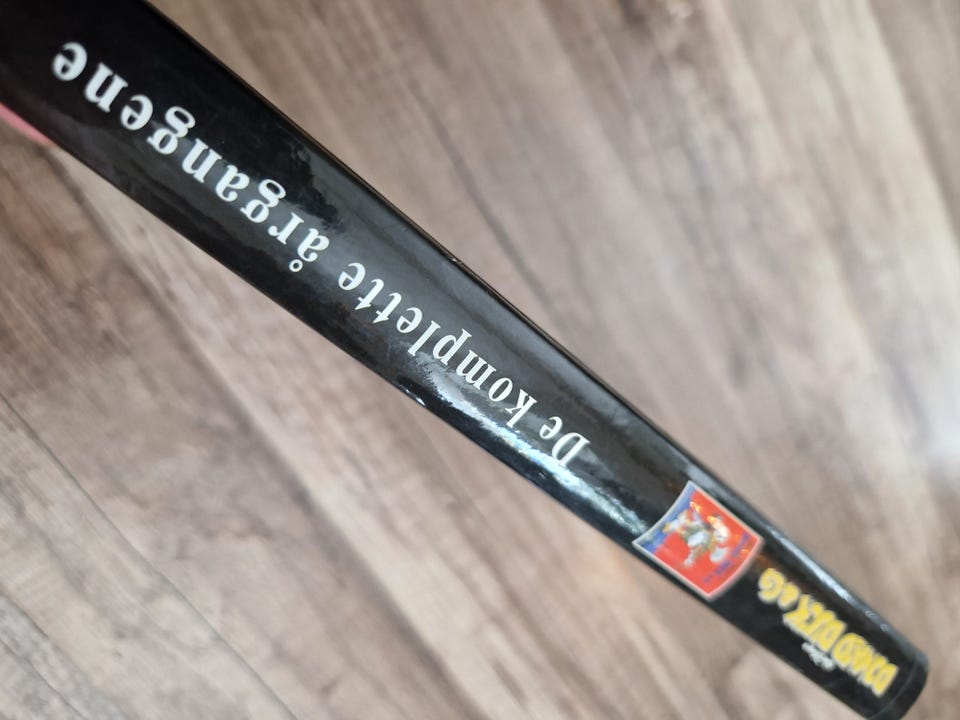 DONALD DUCK & Co
De komplette årgangene